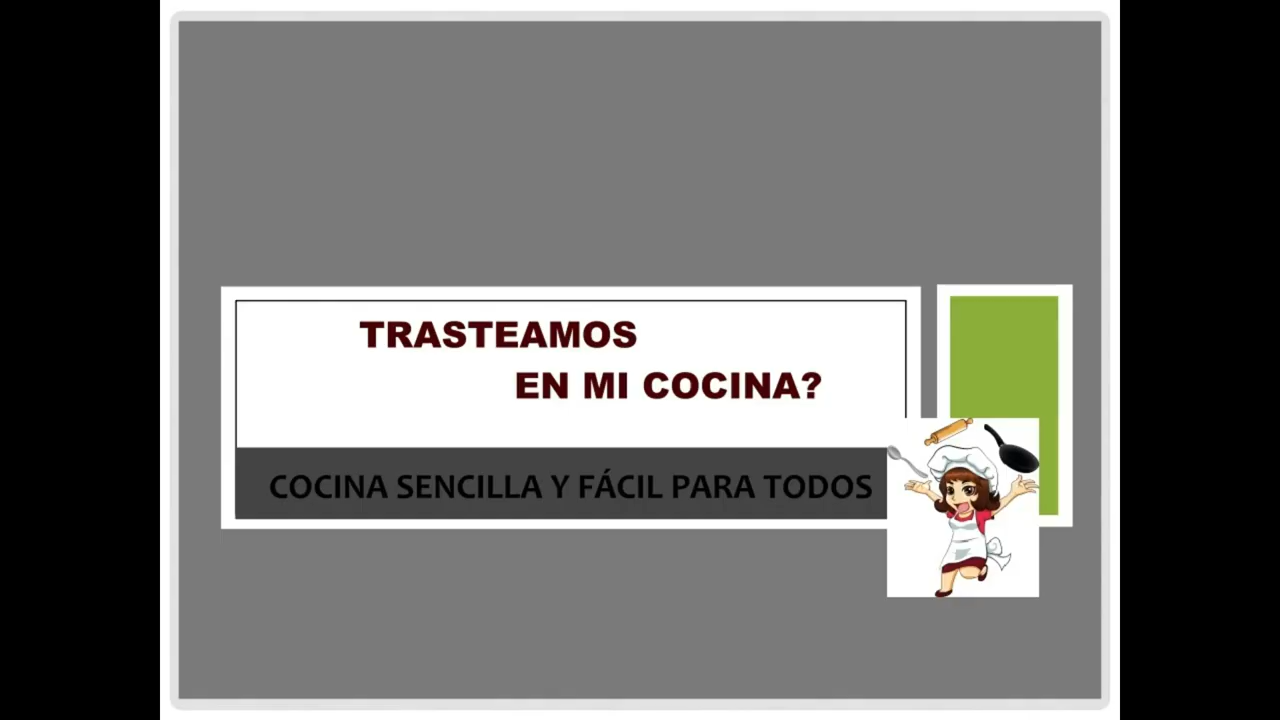 TRASTEAMOS
EN MI COCINA?
COCINA SENCILLA Y FÁCIL PARA TODOS